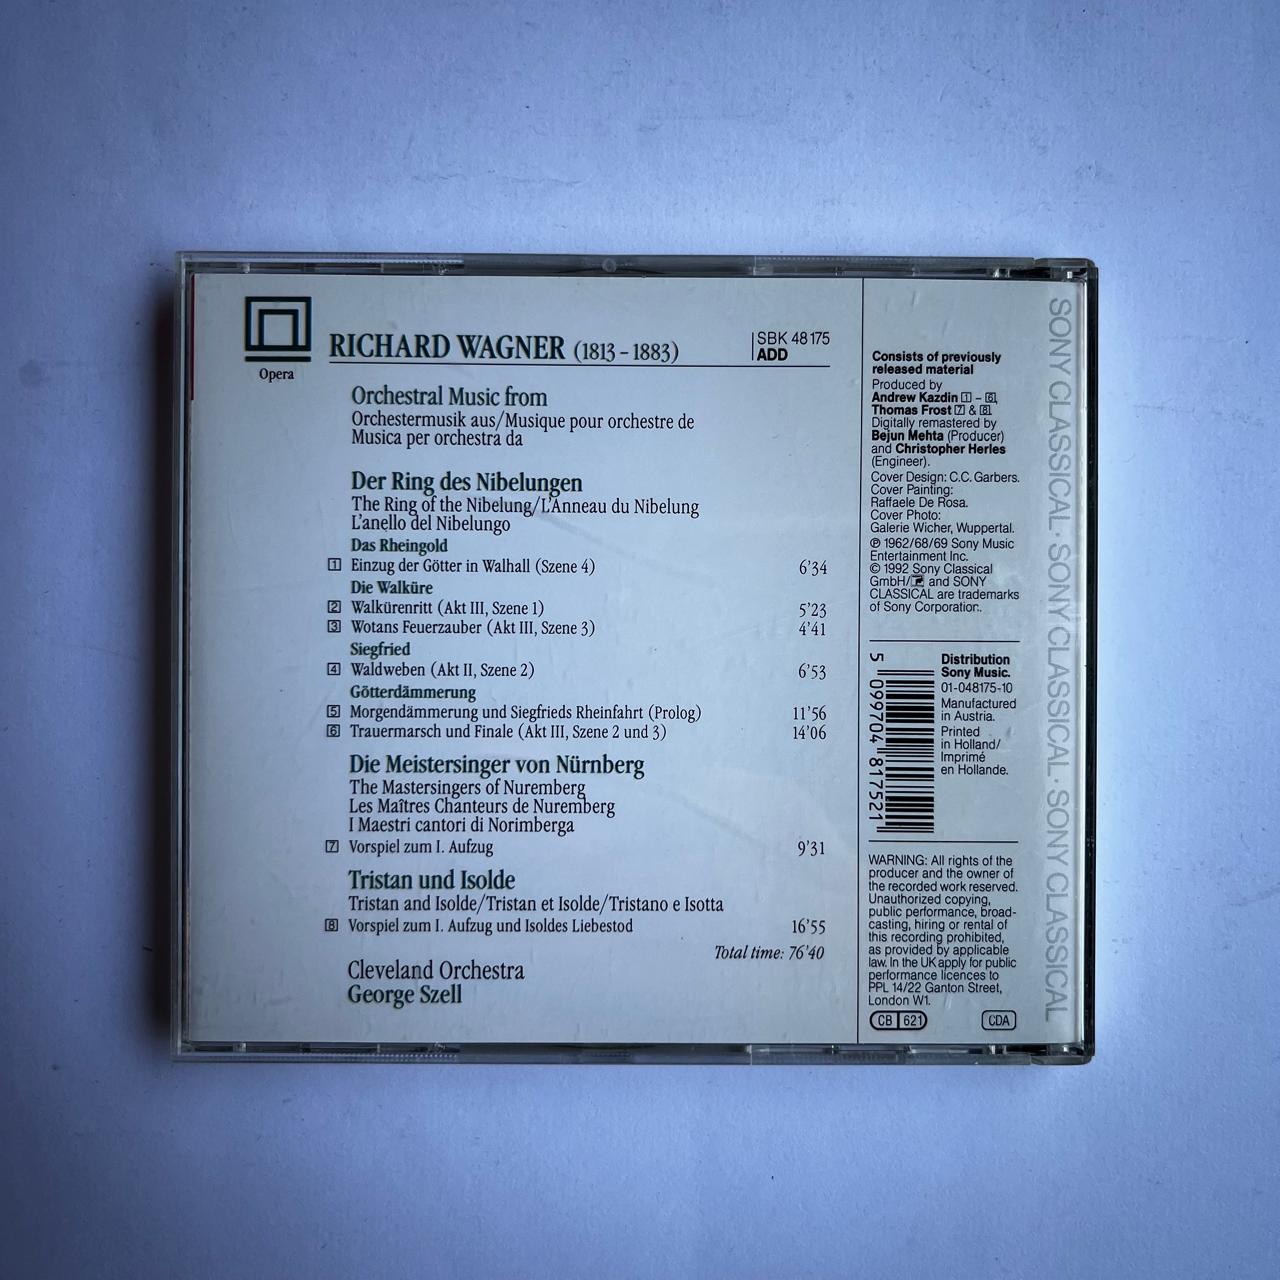 Opera
RICHARD WAGNER (1813 – 1883)
SBK 48175
ADD
Orchestral Music from
Orchestermusik aus/Musique pour orchestre de
Musica per orchestra da
Der Ring des Nibelungen
The Ring of the Nibelung/L'Anneau du Nibelung
L'anello del Nibelungo
Das Rheingold
1 Einzug der Götter in Walhall (Szene 4) 6'34
Die Walküre
2 Walkürenritt (Akt III, Szene 1) 5'23
3 Wotans Feuerzauber (Akt III, Szene 3) 4'41
Siegfried
4 Waldweben (Akt II, Szene 2) 6'53
Götterdämmerung
5 Morgendämmerung und Siegfrieds Rheinfahrt (Prolog) 11'56
6 Trauermarsch und Finale (Akt III, Szene 2 und 3) 14'06
Die Meistersinger von Nürnberg
The Mastersingers of Nuremberg
Les Maîtres Chanteurs de Nuremberg
I Maestri cantori di Norimberga
7 Vorspiel zum I. Aufzug 9'31
Tristan und Isolde
Tristan and Isolde/Tristan et Isolde/Tristano e Isotta
8 Vorspiel zum I. Aufzug und Isoldes Liebestod 16'55
Total time: 76'40
Cleveland Orchestra
George Szell
Consists of previously
released material
Produced by
Andrew Kazdin 1 – 6,
Thomas Frost 7 & 8.
Digitally remastered by
Bejun Mehta (Producer)
and Christopher Herles
(Engineer).
Cover Design: C.C. Garbers.
Cover Painting:
Raffaele De Rosa.
Cover Photo:
Galerie Wicher, Wuppertal.
℗ 1962/68/69 Sony Music
Entertainment Inc.
© 1992 Sony Classical
GmbH/ and SONY
CLASSICAL are trademarks
of Sony Corporation.
5 099704 817521
Distribution
Sony Music.
01-048175-10
Manufactured
in Austria.
Printed
in Holland/
Imprimé
en Hollande.
WARNING: All rights of the
producer and the owner of
the recorded work reserved.
Unauthorized copying,
public performance, broad-
casting, hiring or rental of
this recording prohibited,
as provided by applicable
law. In the UK apply for public
performance licences to
PPL 14/22 Ganton Street,
London W1.
CB 621
CDA
SONY CLASSICAL · SONY CLASSICAL · SONY CLASSICAL